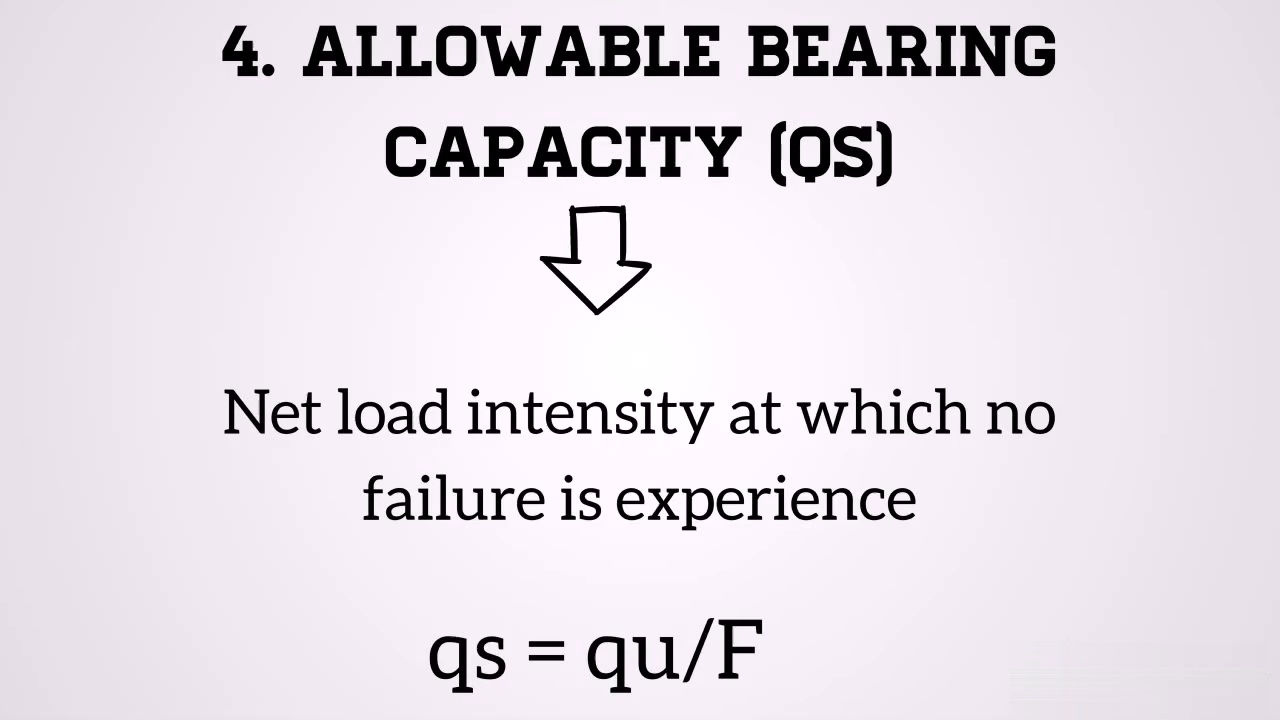 4. ALLOWABLE BEARING
CAPACITY (QS)
Net load intensity at which no
failure is experience
qs = qu/F